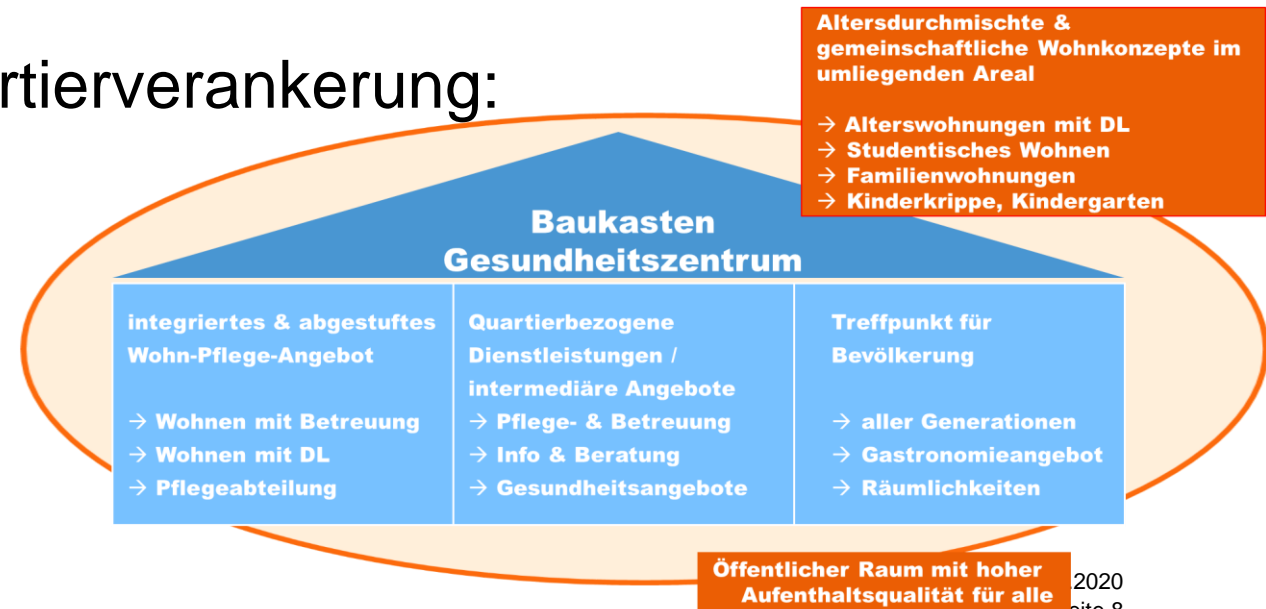 Altersdurchmischte &
gemeinschaftliche Wohnkonzepte im
umliegenden Areal
→ Alterswohnungen mit DL
→ Studentisches Wohnen
→ Familienwohnungen
→ Kinderkrippe, Kindergarten
rtierverankerung:
Baukasten
Gesundheitszentrum
integriertes & abgestuftes
Wohn-Pflege-Angebot
→ Wohnen mit Betreuung
→ Wohnen mit DL
→ Pflegeabteilung
Quartierbezogene
Dienstleistungen /
intermediäre Angebote
→ Pflege- & Betreuung
→ Info & Beratung
→ Gesundheitsangebote
Treffpunkt für
Bevölkerung
→ aller Generationen
→ Gastronomieangebot
→ Räumlichkeiten
Öffentlicher Raum mit hoher
Aufenthaltsqualität für alle
.2020